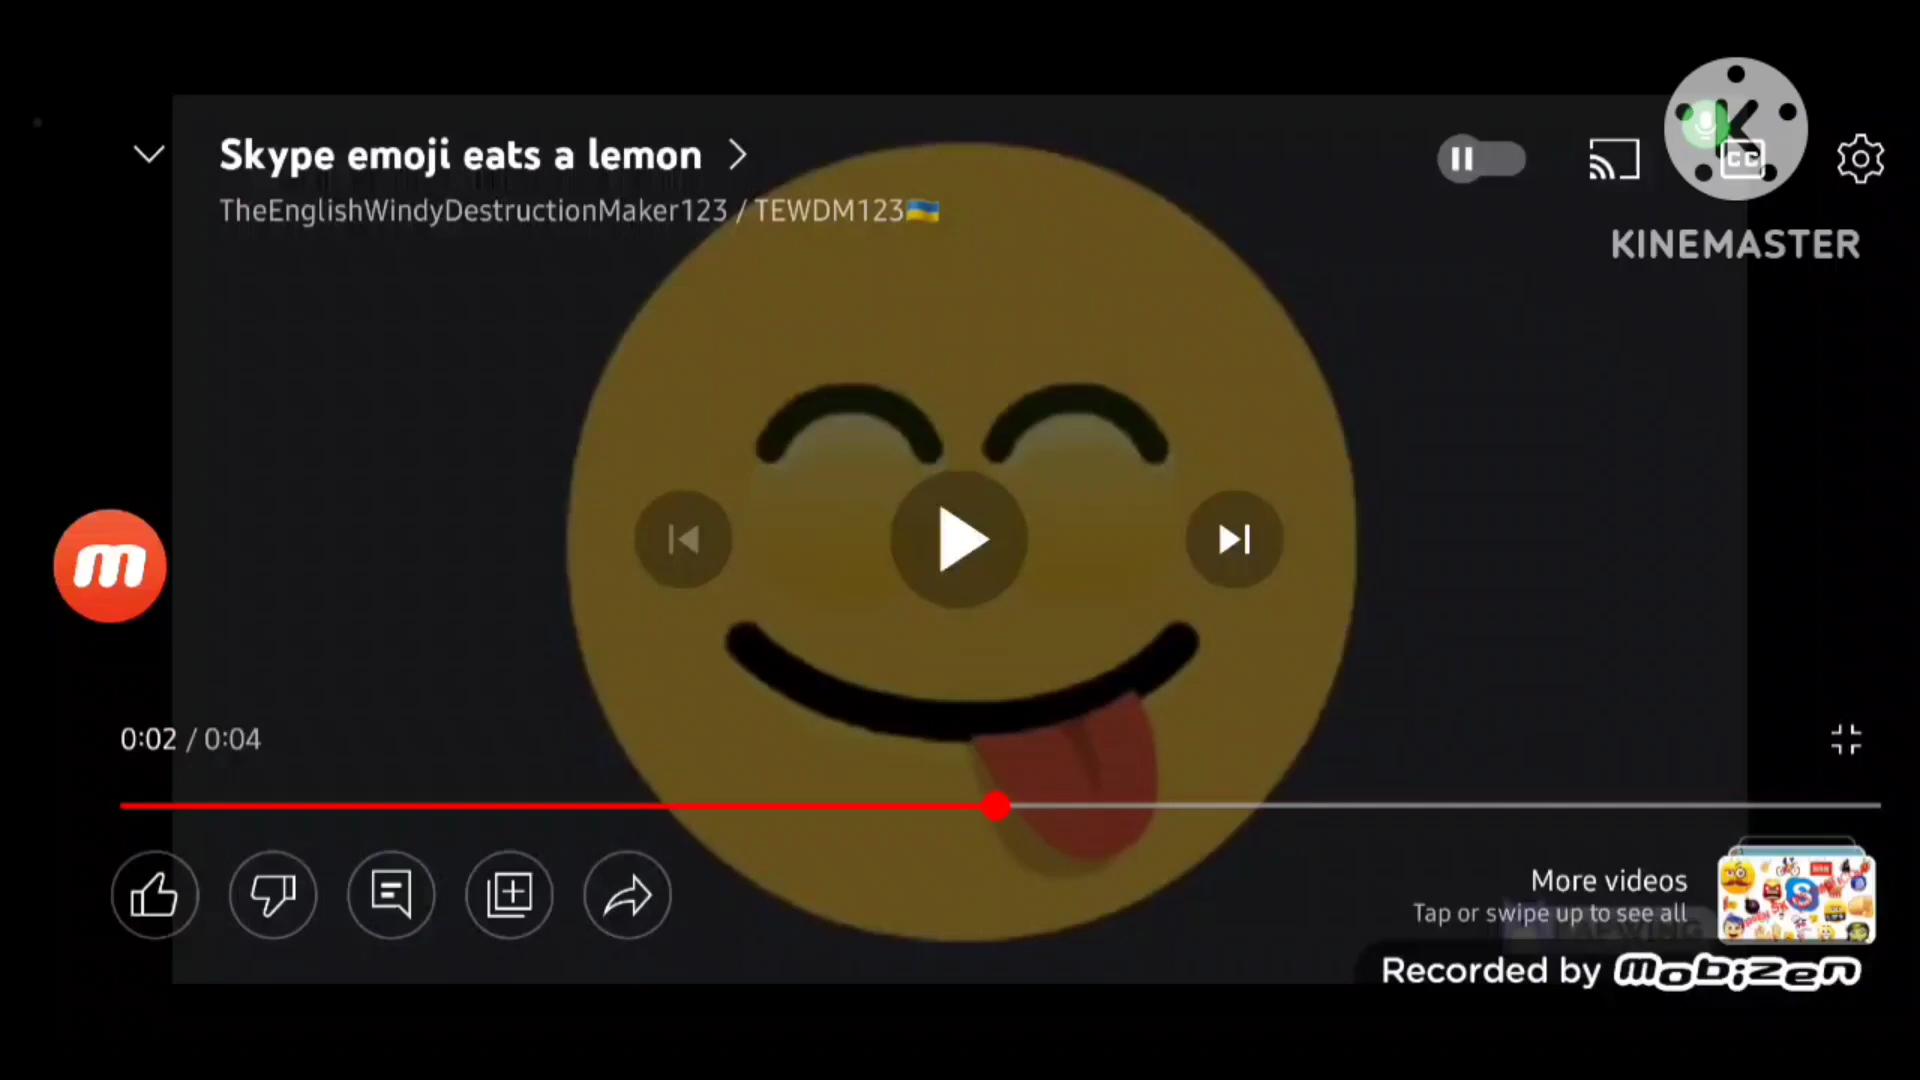 Skype emoji eats a lemon
TheEnglishWindyDestructionMaker123 / TEWDM123🇺🇦
K
CC
KINEMASTER
m
0:02 / 0:04
More videos
Tap or swipe up to see all
Recorded by mobizen